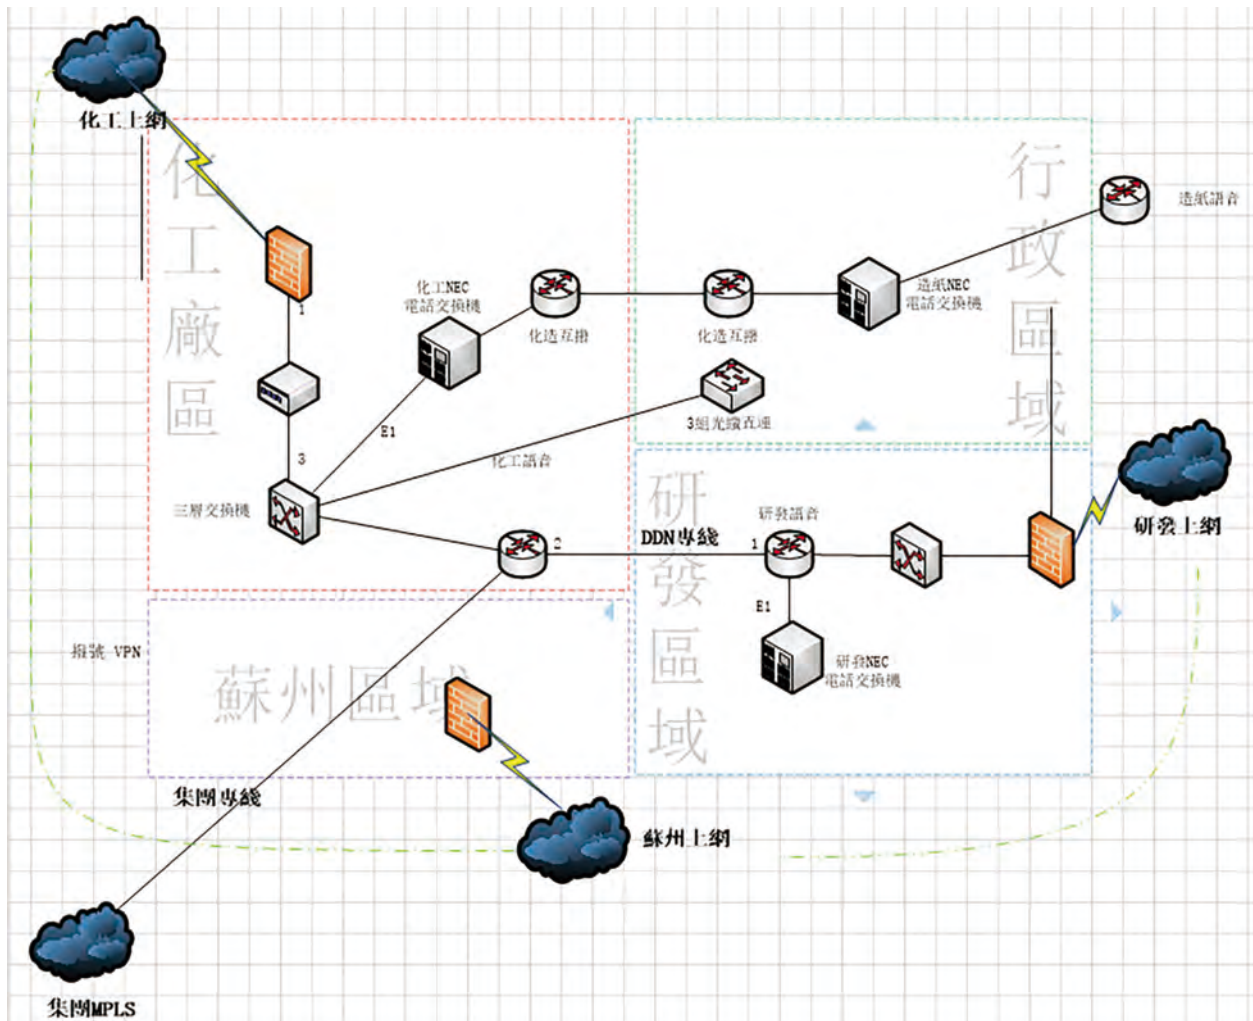 化工上網
化工廠區
行政區域
造紙語音
化工NEC
電話交換機
造紙NEC
電話交換機
化造互撥
化造互撥
1
3組光纖直連
E1
3
化工語音
三層交換機
研發區域
研發語音
2
DDN專綫
1
研發上網
E1
撥號 VPN
蘇州區域
研發NEC
電話交換機
集團專綫
蘇州上網
集團MPLS